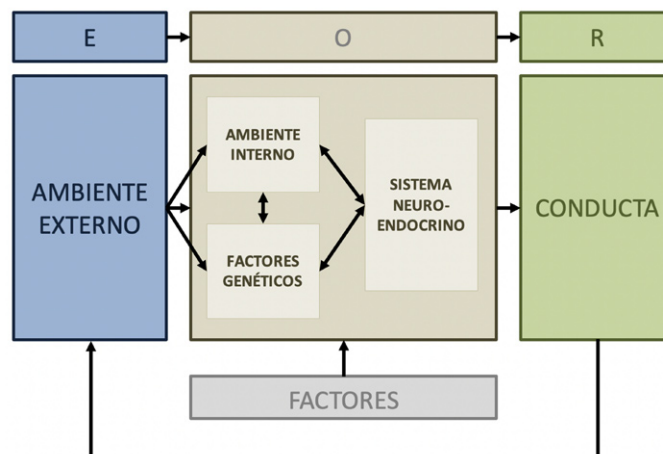 E
O
R
AMBIENTE
EXTERNO
AMBIENTE
INTERNO
FACTORES
GENÉTICOS
SISTEMA
NEURO-
ENDOCRINO
CONDUCTA
FACTORES